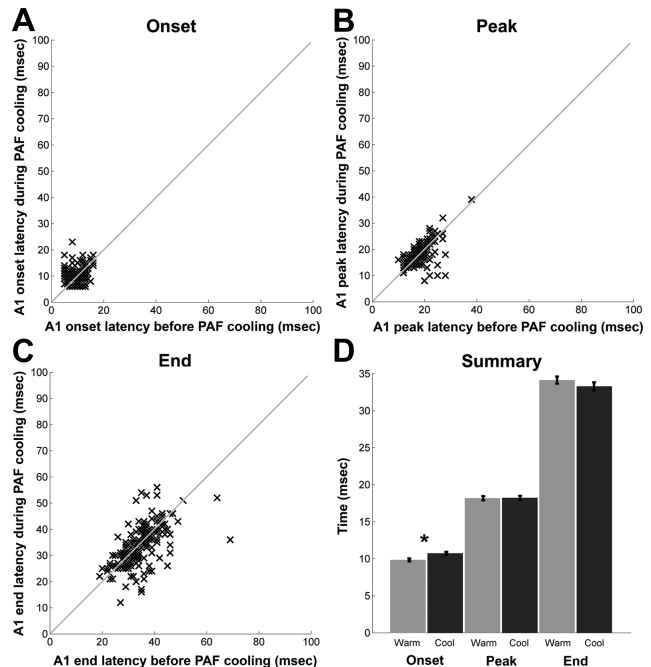 A
Onset
A1 onset latency during PAF cooling (msec)
100
90
80
70
60
50
40
30
20
10
0
0 20 40 60 80 100
A1 onset latency before PAF cooling (msec)
B
Peak
A1 peak latency during PAF cooling (msec)
100
90
80
70
60
50
40
30
20
10
0
0 20 40 60 80 100
A1 peak latency before PAF cooling (msec)
C
End
A1 end latency during PAF cooling (msec)
100
90
80
70
60
50
40
30
20
10
0
0 20 40 60 80 100
A1 end latency before PAF cooling (msec)
D
Summary
Time (msec)
35
30
25
20
15
10
5
0
*
Warm Cool Warm Cool Warm Cool
Onset Peak End